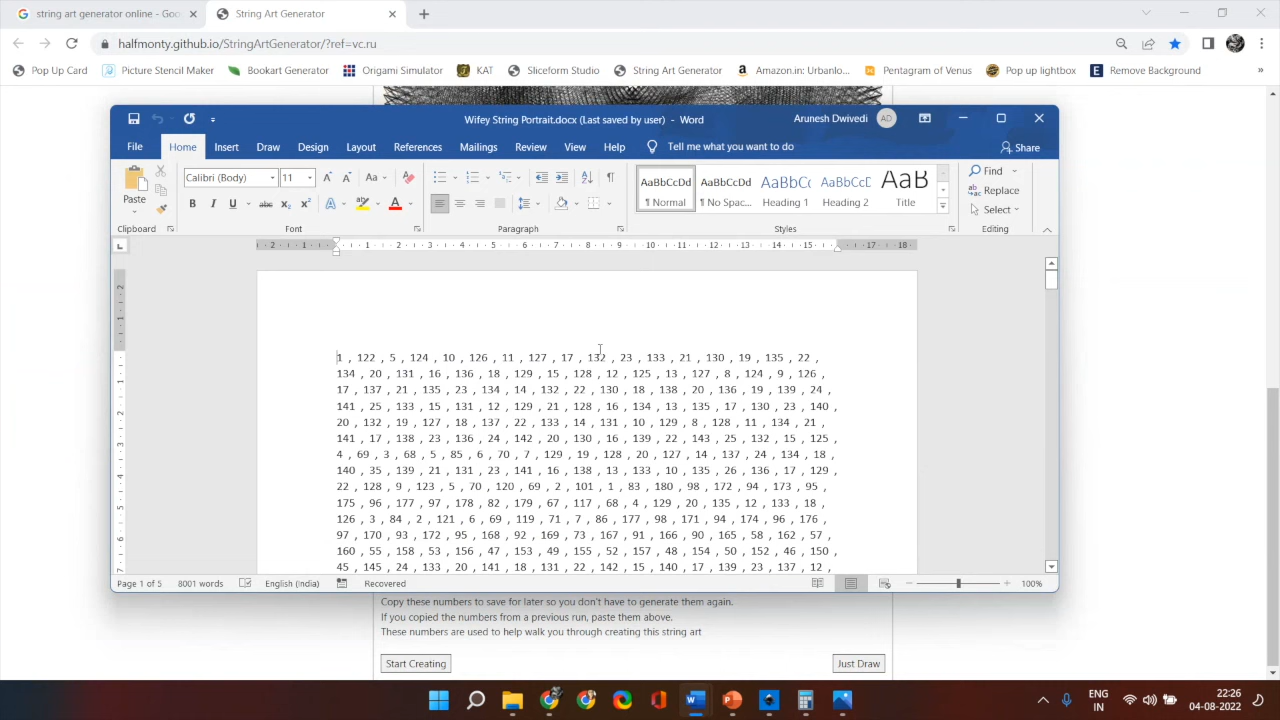 string art generator online - Goo
String Art Generator
halfmonty.github.io/StringArtGenerator/?ref=vc.ru
Pop Up Card
Picture Stencil Maker
Bookart Generator
Origami Simulator
KAT
Sliceform Studio
String Art Generator
Amazon.in: Urbanlo...
Pentagram of Venus
Pop up lightbox
Remove Background
»
Wifey String Portrait.docx (Last saved by user) - Word
Arunesh Dwivedi
AD
File
Home
Insert
Draw
Design
Layout
References
Mailings
Review
View
Help
Tell me what you want to do
Share
Paste
Clipboard
Calibri (Body)
11
Font
Paragraph
AaBbCcDd
¶ Normal
AaBbCcDd
¶ No Spac...
AaBbCc
Heading 1
AaBbCcE
Heading 2
AaB
Title
Styles
Find
Replace
Select
Editing
2 1 1 2 3 4 5 6 7 8 9 10 11 12 13 14 15 17 18
1 , 122 , 5 , 124 , 10 , 126 , 11 , 127 , 17 , 132 , 23 , 133 , 21 , 130 , 19 , 135 , 22 ,
134 , 20 , 131 , 16 , 136 , 18 , 129 , 15 , 128 , 12 , 125 , 13 , 127 , 8 , 124 , 9 , 126 ,
17 , 137 , 21 , 135 , 23 , 134 , 14 , 132 , 22 , 130 , 18 , 138 , 20 , 136 , 19 , 139 , 24 ,
141 , 25 , 133 , 15 , 131 , 12 , 129 , 21 , 128 , 16 , 134 , 13 , 135 , 17 , 130 , 23 , 140 ,
20 , 132 , 19 , 127 , 18 , 137 , 22 , 133 , 14 , 131 , 10 , 129 , 8 , 128 , 11 , 134 , 21 ,
141 , 17 , 138 , 23 , 136 , 24 , 142 , 20 , 130 , 16 , 139 , 22 , 143 , 25 , 132 , 15 , 125 ,
4 , 69 , 3 , 68 , 5 , 85 , 6 , 70 , 7 , 129 , 19 , 128 , 20 , 127 , 14 , 137 , 24 , 134 , 18 ,
140 , 35 , 139 , 21 , 131 , 23 , 141 , 16 , 138 , 13 , 133 , 10 , 135 , 26 , 136 , 17 , 129 ,
22 , 128 , 9 , 123 , 5 , 70 , 120 , 69 , 2 , 101 , 1 , 83 , 180 , 98 , 172 , 94 , 173 , 95 ,
175 , 96 , 177 , 97 , 178 , 82 , 179 , 67 , 117 , 68 , 4 , 129 , 20 , 135 , 12 , 133 , 18 ,
126 , 3 , 84 , 2 , 121 , 6 , 69 , 119 , 71 , 7 , 86 , 177 , 98 , 171 , 94 , 174 , 96 , 176 ,
97 , 170 , 93 , 172 , 95 , 168 , 92 , 169 , 73 , 167 , 91 , 166 , 90 , 165 , 58 , 162 , 57 ,
160 , 55 , 158 , 53 , 156 , 47 , 153 , 49 , 155 , 52 , 157 , 48 , 154 , 50 , 152 , 46 , 150 ,
45 , 145 , 24 , 133 , 20 , 141 , 18 , 131 , 22 , 142 , 15 , 140 , 17 , 139 , 23 , 137 , 12 ,
Page 1 of 5
8001 words
English (India)
Recovered
100%
Copy these numbers to save for later so you don't have to generate them again.
If you copied the numbers from a previous run, paste them above.
These numbers are used to help walk you through creating this string art
Start Creating
Just Draw
ENG
IN
22:26
04-08-2022